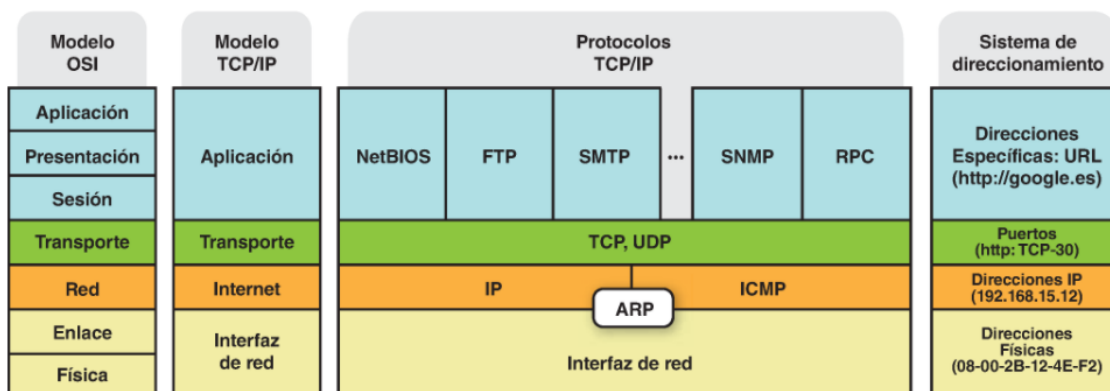 Modelo
OSI
Modelo
TCP/IP
Protocolos
TCP/IP
Sistema de
direccionamiento
Aplicación
Presentación
Sesión
Transporte
Red
Enlace
Física
Aplicación
Transporte
Internet
Interfaz
de red
NetBIOS
FTP
SMTP
...
SNMP
RPC
TCP, UDP
IP
ICMP
ARP
Interfaz de red
Direcciones
Específicas: URL
(http://google.es)
Puertos
(http: TCP-30)
Direcciones IP
(192.168.15.12)
Direcciones
Físicas
(08-00-2B-12-4E-F2)